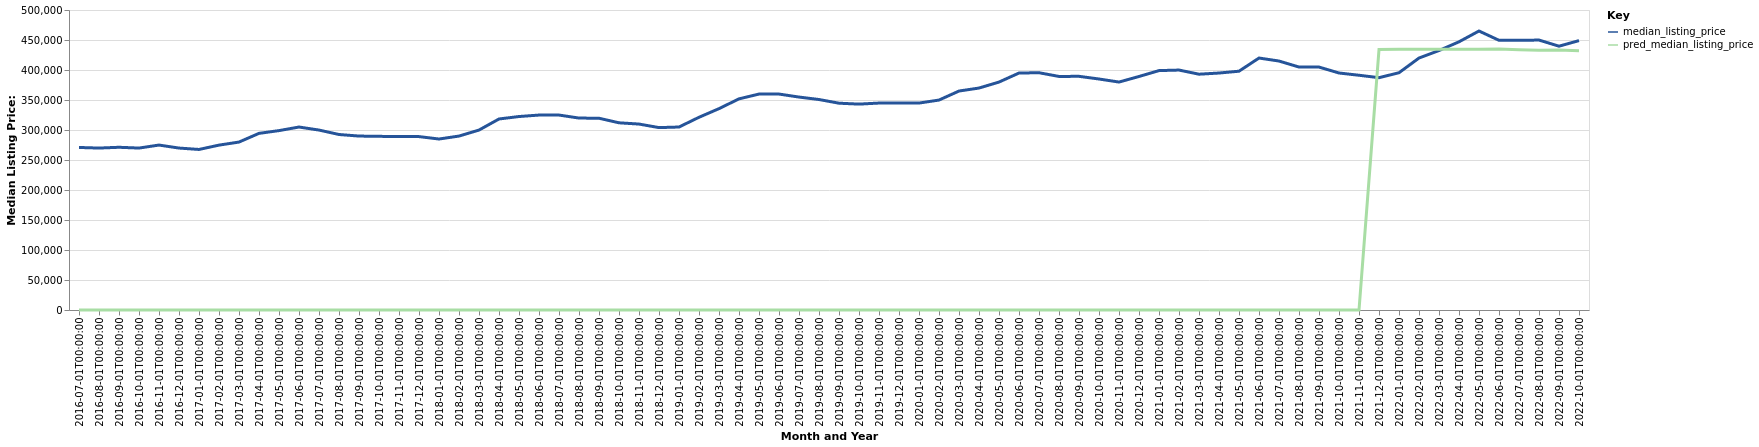 500,000
450,000
400,000
350,000
300,000
250,000
200,000
150,000
100,000
50,000
0
Median Listing Price:
2016-07-01T00:00:00
2016-08-01T00:00:00
2016-09-01T00:00:00
2016-10-01T00:00:00
2016-11-01T00:00:00
2016-12-01T00:00:00
2017-01-01T00:00:00
2017-02-01T00:00:00
2017-03-01T00:00:00
2017-04-01T00:00:00
2017-05-01T00:00:00
2017-06-01T00:00:00
2017-07-01T00:00:00
2017-08-01T00:00:00
2017-09-01T00:00:00
2017-10-01T00:00:00
2017-11-01T00:00:00
2017-12-01T00:00:00
2018-01-01T00:00:00
2018-02-01T00:00:00
2018-03-01T00:00:00
2018-04-01T00:00:00
2018-05-01T00:00:00
2018-06-01T00:00:00
2018-07-01T00:00:00
2018-08-01T00:00:00
2018-09-01T00:00:00
2018-10-01T00:00:00
2018-11-01T00:00:00
2018-12-01T00:00:00
2019-01-01T00:00:00
2019-02-01T00:00:00
2019-03-01T00:00:00
2019-04-01T00:00:00
2019-05-01T00:00:00
2019-06-01T00:00:00
2019-07-01T00:00:00
2019-08-01T00:00:00
2019-09-01T00:00:00
2019-10-01T00:00:00
2019-11-01T00:00:00
2019-12-01T00:00:00
2020-01-01T00:00:00
2020-02-01T00:00:00
2020-03-01T00:00:00
2020-04-01T00:00:00
2020-05-01T00:00:00
2020-06-01T00:00:00
2020-07-01T00:00:00
2020-08-01T00:00:00
2020-09-01T00:00:00
2020-10-01T00:00:00
2020-11-01T00:00:00
2020-12-01T00:00:00
2021-01-01T00:00:00
2021-02-01T00:00:00
2021-03-01T00:00:00
2021-04-01T00:00:00
2021-05-01T00:00:00
2021-06-01T00:00:00
2021-07-01T00:00:00
2021-08-01T00:00:00
2021-09-01T00:00:00
2021-10-01T00:00:00
2021-11-01T00:00:00
2021-12-01T00:00:00
2022-01-01T00:00:00
2022-02-01T00:00:00
2022-03-01T00:00:00
2022-04-01T00:00:00
2022-05-01T00:00:00
2022-06-01T00:00:00
2022-07-01T00:00:00
2022-08-01T00:00:00
2022-09-01T00:00:00
2022-10-01T00:00:00
Month and Year
Key
median_listing_price
pred_median_listing_price